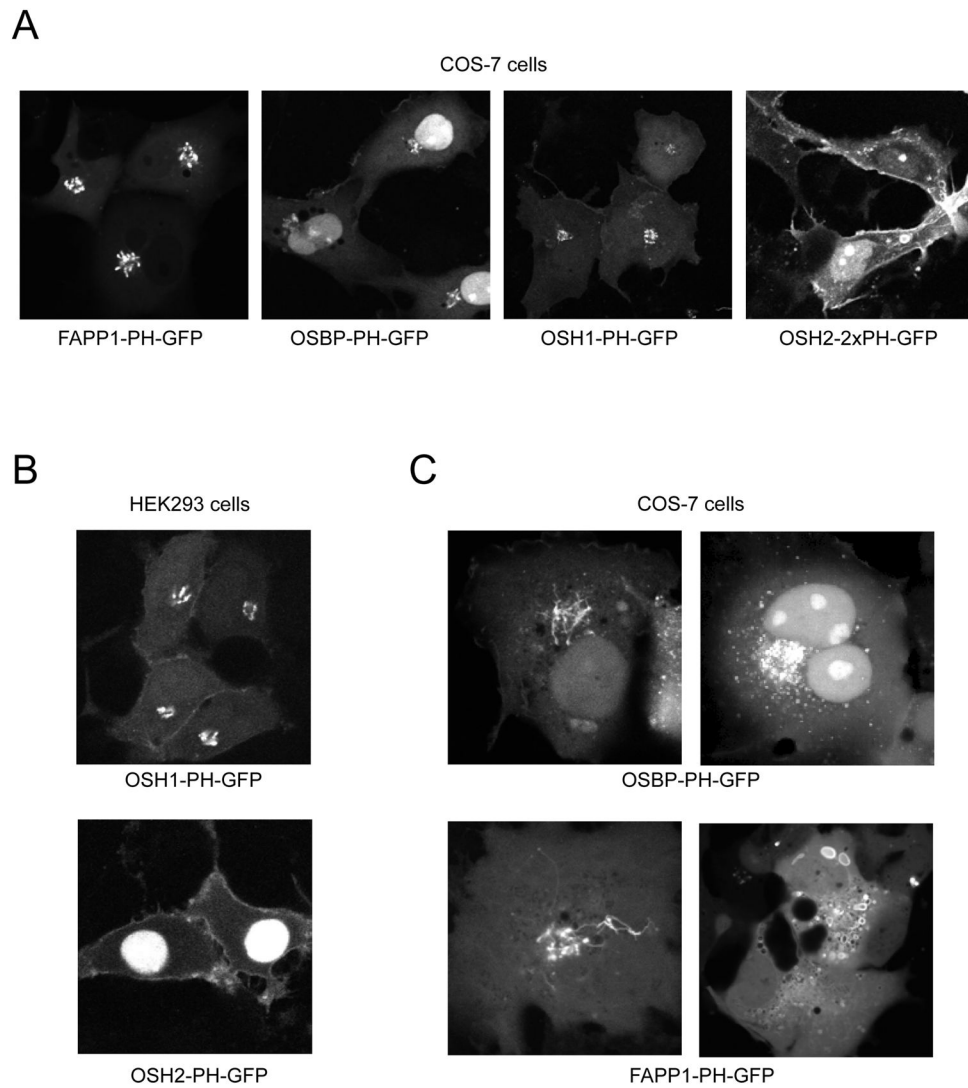 A
COS-7 cells
FAPP1-PH-GFP
OSBP-PH-GFP
OSH1-PH-GFP
OSH2-2xPH-GFP
B
HEK293 cells
OSH1-PH-GFP
OSH2-PH-GFP
C
COS-7 cells
OSBP-PH-GFP
FAPP1-PH-GFP